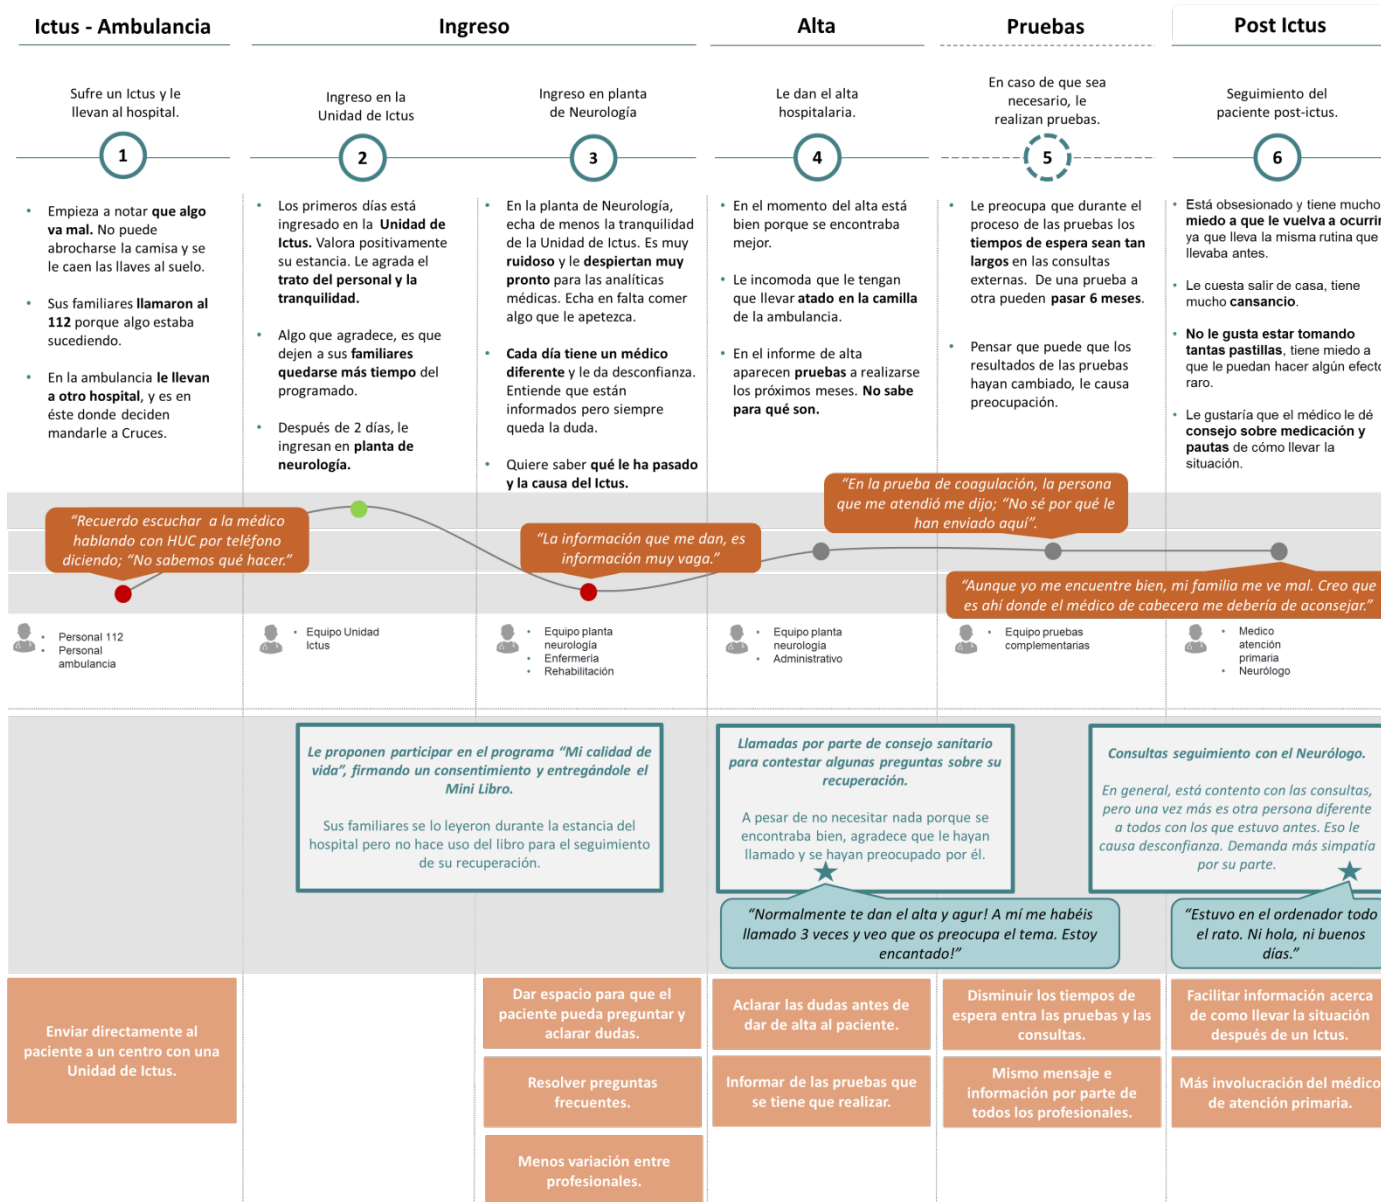 Ictus - Ambulancia
Ingreso
Alta
Pruebas
Post Ictus
Sufre un Ictus y le
llevan al hospital.
Ingreso en la
Unidad de Ictus
Ingreso en planta
de Neurología
Le dan el alta
hospitalaria.
En caso de que sea
necesario, le
realizan pruebas.
Seguimiento del
paciente post-ictus.
1
2
3
4
5
6
• Empieza a notar que algo
va mal. No puede
abrocharse la camisa y se
le caen las llaves al suelo.
• Sus familiares llamaron al
112 porque algo estaba
sucediendo.
• En la ambulancia le llevan
a otro hospital, y es en
éste donde deciden
mandarle a Cruces.
• Los primeros días está
ingresado en la Unidad de
Ictus. Valora positivamente
su estancia. Le agrada el
trato del personal y la
tranquilidad.
• Algo que agradece, es que
dejen a sus familiares
quedarse más tiempo del
programado.
• Después de 2 días, le
ingresan en planta de
neurología.
• En la planta de Neurología,
echa de menos la tranquilidad
de la Unidad de Ictus. Es muy
ruidoso y le despiertan muy
pronto para las analíticas
médicas. Echa en falta comer
algo que le apetezca.
• Cada día tiene un médico
diferente y le da desconfianza.
Entiende que están
informados pero siempre
queda la duda.
• Quiere saber qué le ha pasado
y la causa del Ictus.
• En el momento del alta está
bien porque se encontraba
mejor.
• Le incomoda que le tengan
que llevar atado en la camilla
de la ambulancia.
• En el informe de alta
aparecen pruebas a realizarse
los próximos meses. No sabe
para qué son.
• Le preocupa que durante el
proceso de las pruebas los
tiempos de espera sean tan
largos en las consultas
externas. De una prueba a
otra pueden pasar 6 meses.
• Pensar que puede que los
resultados de las pruebas
hayan cambiado, le causa
preocupación.
• Está obsesionado y tiene mucho
miedo a que le vuelva a ocurrir
ya que lleva la misma rutina que
llevaba antes.
• Le cuesta salir de casa, tiene
mucho cansancio.
• No le gusta estar tomando
tantas pastillas, tiene miedo a
que le puedan hacer algún efecto
raro.
• Le gustaría que el médico le dé
consejo sobre medicación y
pautas de cómo llevar la
situación.
“Recuerdo escuchar a la médico
hablando con HUC por teléfono
diciendo; “No sabemos qué hacer.”
“La información que me dan, es
información muy vaga.”
“En la prueba de coagulación, la persona
que me atendió me dijo; “No sé por qué le
han enviado aquí”.
“Aunque yo me encuentre bien, mi familia me ve mal. Creo que
es ahí donde el médico de cabecera me debería de aconsejar.”
• Personal 112
• Personal
ambulancia
• Equipo Unidad
Ictus
• Equipo planta
neurología
• Enfermería
• Rehabilitación
• Equipo planta
neurología
• Administrativo
• Equipo pruebas
complementarias
• Medico
atención
primaria
• Neurólogo
Le proponen participar en el programa “Mi calidad de
vida”, firmando un consentimiento y entregándole el
Mini Libro.
Sus familiares se lo leyeron durante la estancia del
hospital pero no hace uso del libro para el seguimiento
de su recuperación.
Llamadas por parte de consejo sanitario
para contestar algunas preguntas sobre su
recuperación.
A pesar de no necesitar nada porque se
encontraba bien, agradece que le hayan
llamado y se hayan preocupado por él.
“Normalmente te dan el alta y agur! A mí me habéis
llamado 3 veces y veo que os preocupa el tema. Estoy
encantado!”
Consultas seguimiento con el Neurólogo.
En general, está contento con las consultas,
pero una vez más es otra persona diferente
a todos con los que estuvo antes. Eso le
causa desconfianza. Demanda más simpatía
por su parte.
“Estuvo en el ordenador todo
el rato. Ni hola, ni buenos
días.”
Enviar directamente al
paciente a un centro con una
Unidad de Ictus.
Dar espacio para que el
paciente pueda preguntar y
aclarar dudas.
Resolver preguntas
frecuentes.
Menos variación entre
profesionales.
Aclarar las dudas antes de
dar de alta al paciente.
Informar de las pruebas que
se tiene que realizar.
Disminuir los tiempos de
espera entra las pruebas y las
consultas.
Mismo mensaje e
información por parte de
todos los profesionales.
Facilitar información acerca
de como llevar la situación
después de un Ictus.
Más involucración del médico
de atención primaria.